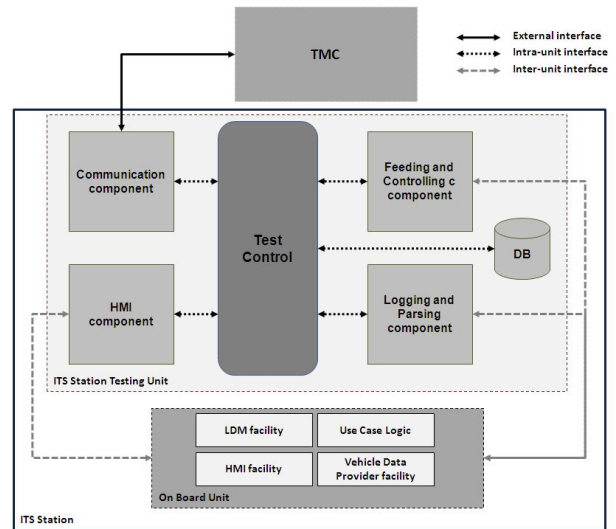 TMC
External interface
Intra-unit interface
Inter-unit interface
Communication
component
Feeding and
Controlling c
component
Test
Control
DB
HMI
component
Logging and
Parsing
component
ITS Station Testing Unit
LDM facility
Use Case Logic
HMI facility
Vehicle Data
Provider facility
On Board Unit
ITS Station